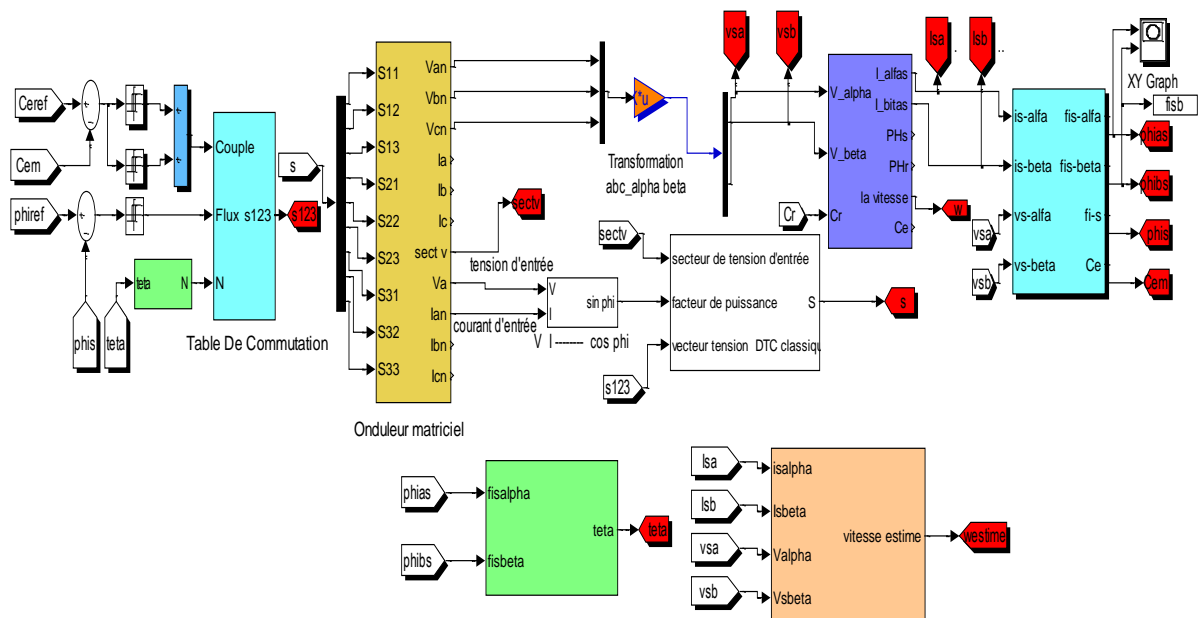 Ceref
Cem
phiref
phis
teta
teta
N
Couple
Flux s123
N
Table De Commutation
s123
s
S11
S12
S13
S21
S22
S23
S31
S32
S33
Van
Vbn
Vcn
Ia
Ib
Ic
sect v
Va
Ian
Ibn
Icn
Onduleur matriciel
sectv
tension d'entrée
courant d'entrée
V
I
sin phi
V I ------- cos phi
*u
Transformation
abc_alpha beta
sectv
s123
secteur de tension d'entrée
facteur de puissance
vecteur tension DTC classiqu
S
s
vsa
vsb
Cr
V_alpha
V_beta
Cr
I_alfas
I_bitas
PHs
PHr
la vitesse
Ce
Isa
Isb
w
vsa
vsb
is-alfa
is-beta
vs-alfa
vs-beta
fis-alfa
fis-beta
fi-s
Ce
XY Graph
fisb
phias
phibs
phis
Cem
phias
phibs
fisalpha
fisbeta
teta
teta
Isa
Isb
vsa
vsb
isalpha
Isbeta
Valpha
Vsbeta
vitesse estime
westime